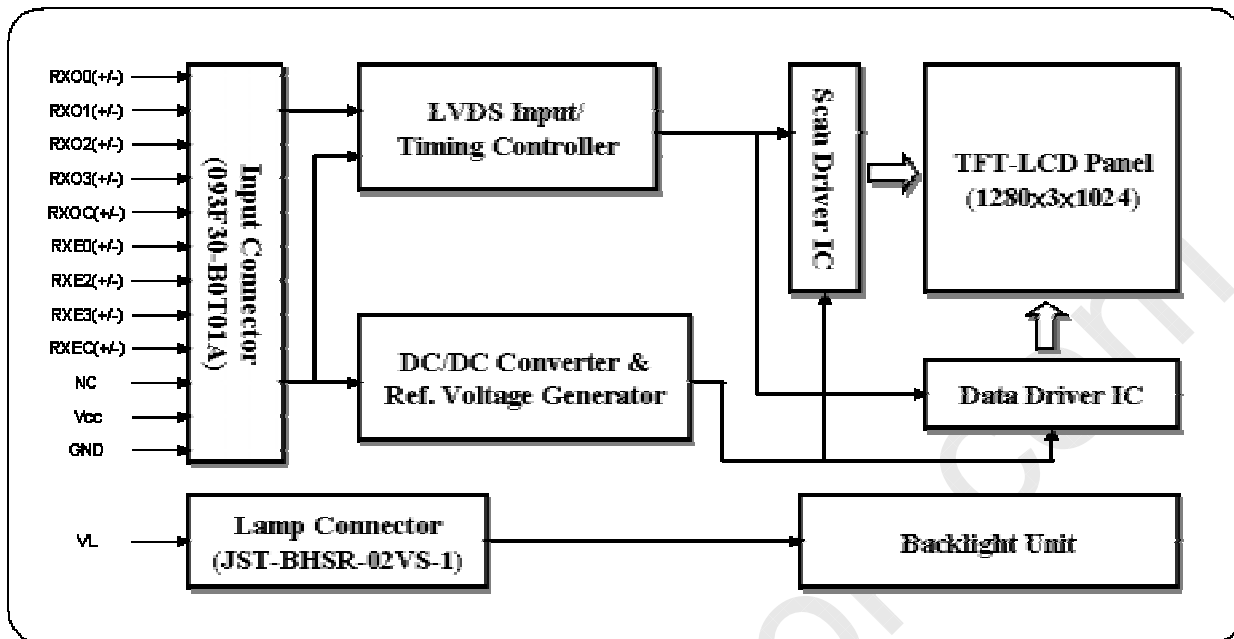 RXO0(+/-)
RXO1(+/-)
RXO2(+/-)
RXO3(+/-)
RXOC(+/-)
RXE0(+/-)
RXE2(+/-)
RXE3(+/-)
RXEC(+/-)
NC
Vcc
GND
VL
Input Connector
(093F30-B0T01A)
LVDS Input/
Timing Controller
DC/DC Converter &
Ref. Voltage Generator
Scan Driver IC
TFT-LCD Panel
(1280x3x1024)
Data Driver IC
Lamp Connector
(JST-BHSR-02VS-1)
Backlight Unit